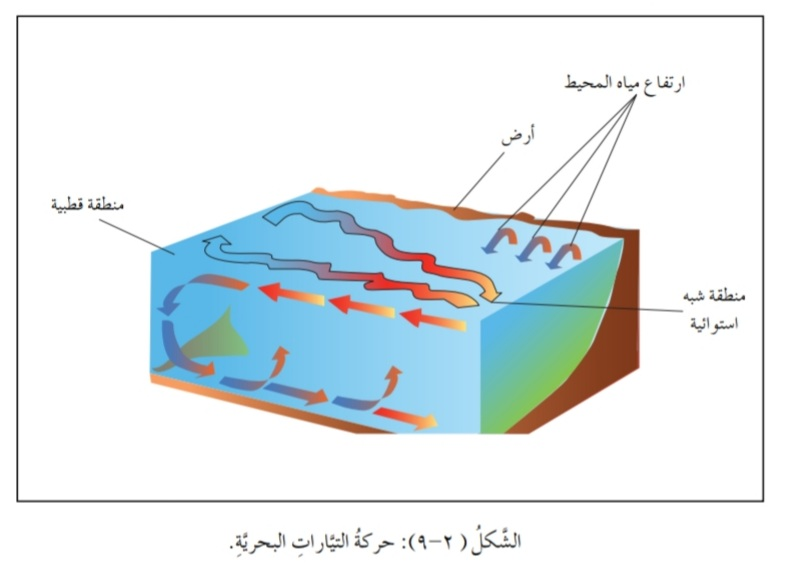 ارتفاع مياه المحيط
أرض
منطقة قطبية
منطقة شبه
استوائية
الشَّكلُ (٢-٩): حركةُ التيَّاراتِ البحريَّةِ.